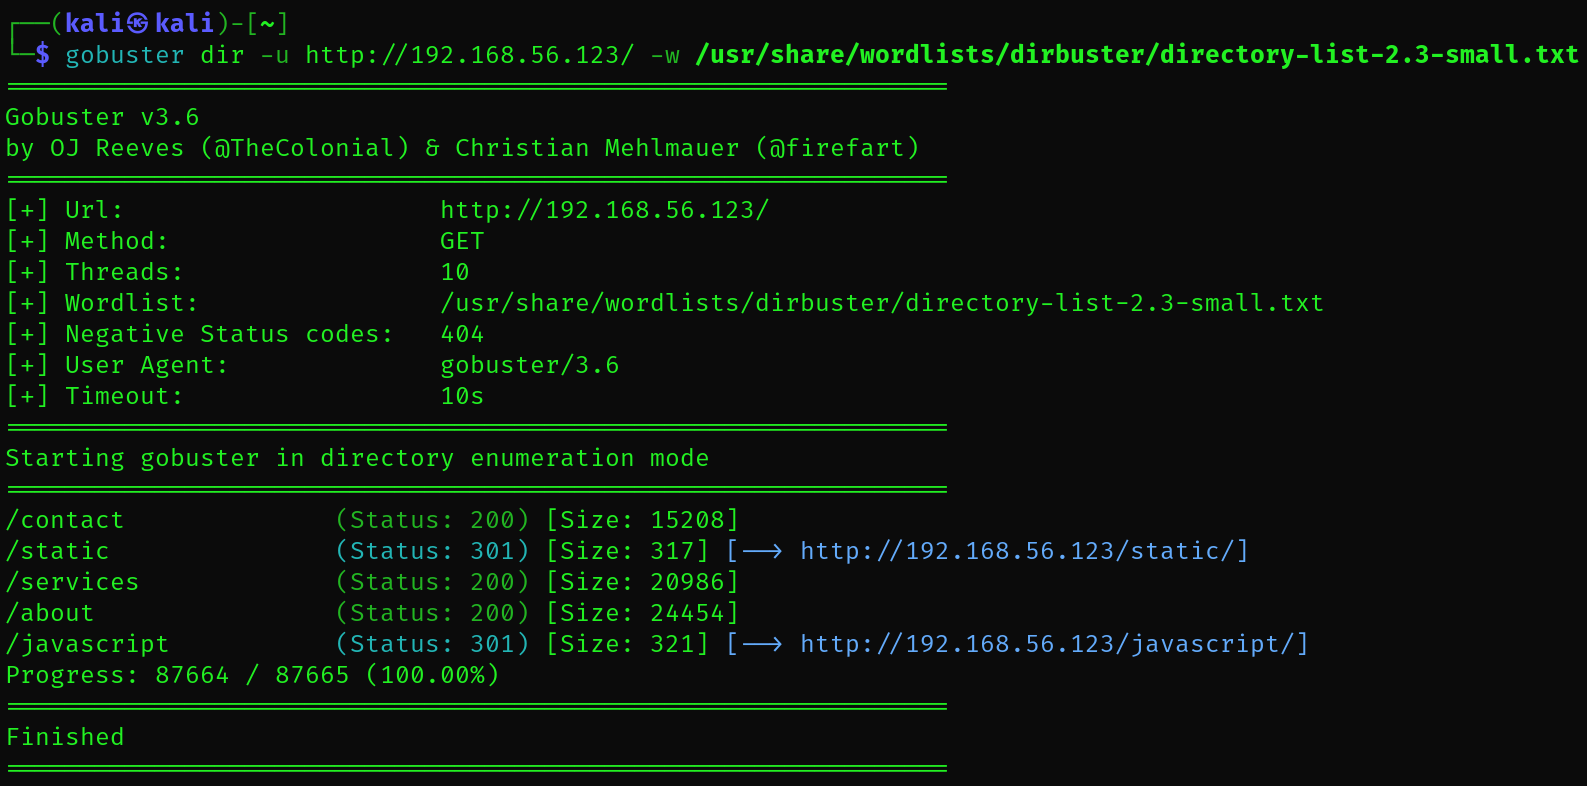 ┌──(kali㉿kali)-[~]
└─$ gobuster dir -u http://192.168.56.123/ -w /usr/share/wordlists/dirbuster/directory-list-2.3-small.txt
===============================================================
Gobuster v3.6
by OJ Reeves (@TheColonial) & Christian Mehlmauer (@firefart)
===============================================================
[+] Url:                     http://192.168.56.123/
[+] Method:                  GET
[+] Threads:                 10
[+] Wordlist:                /usr/share/wordlists/dirbuster/directory-list-2.3-small.txt
[+] Negative Status codes:   404
[+] User Agent:              gobuster/3.6
[+] Timeout:                 10s
===============================================================
Starting gobuster in directory enumeration mode
===============================================================
/contact              (Status: 200) [Size: 15208]
/static               (Status: 301) [Size: 317] [--> http://192.168.56.123/static/]
/services             (Status: 200) [Size: 20986]
/about                (Status: 200) [Size: 24454]
/javascript           (Status: 301) [Size: 321] [--> http://192.168.56.123/javascript/]
Progress: 87664 / 87665 (100.00%)
===============================================================
Finished
===============================================================